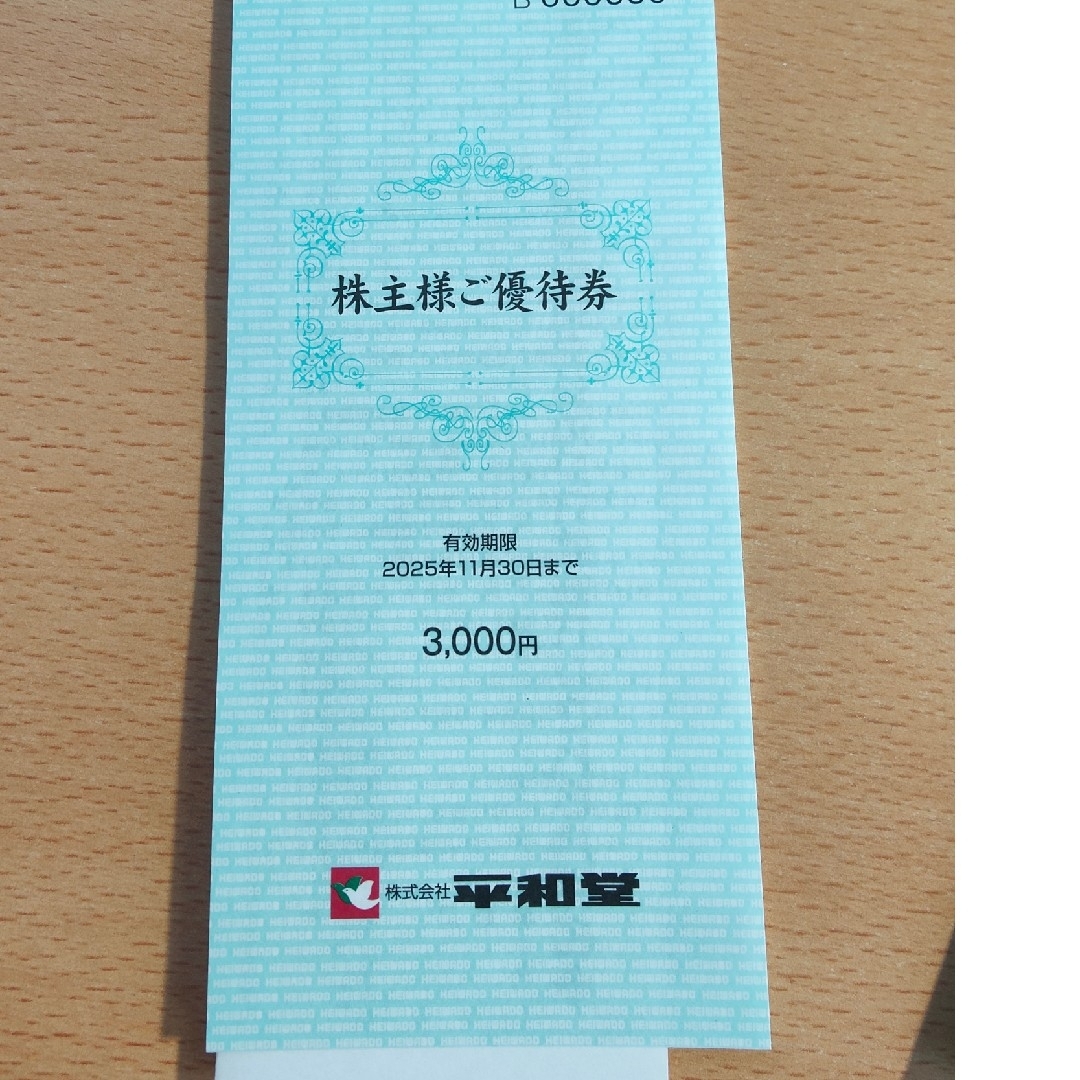 株主様ご優待券
有効期限
2025年11月30日まで
3,000円
株式会社 平和堂